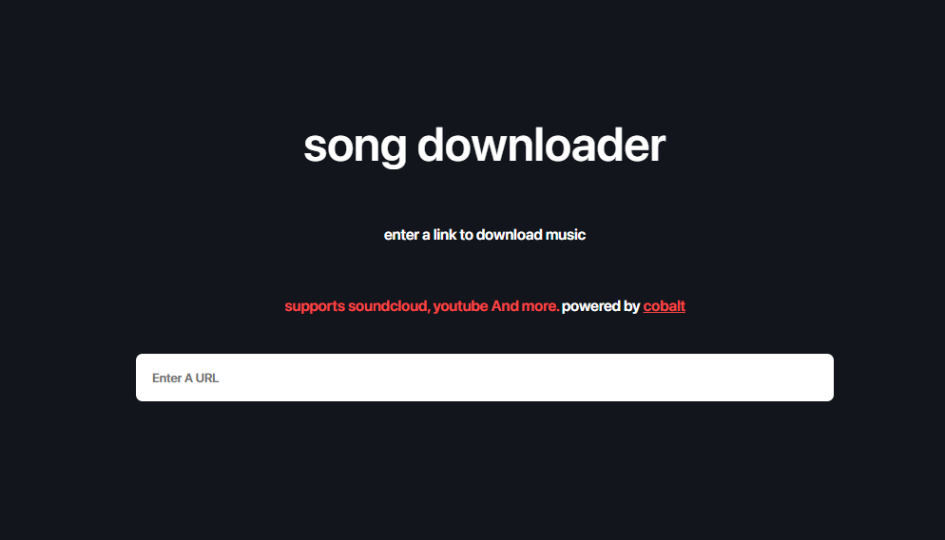 song downloader
enter a link to download music
supports soundcloud, youtube And more. powered by cobalt
Enter A URL